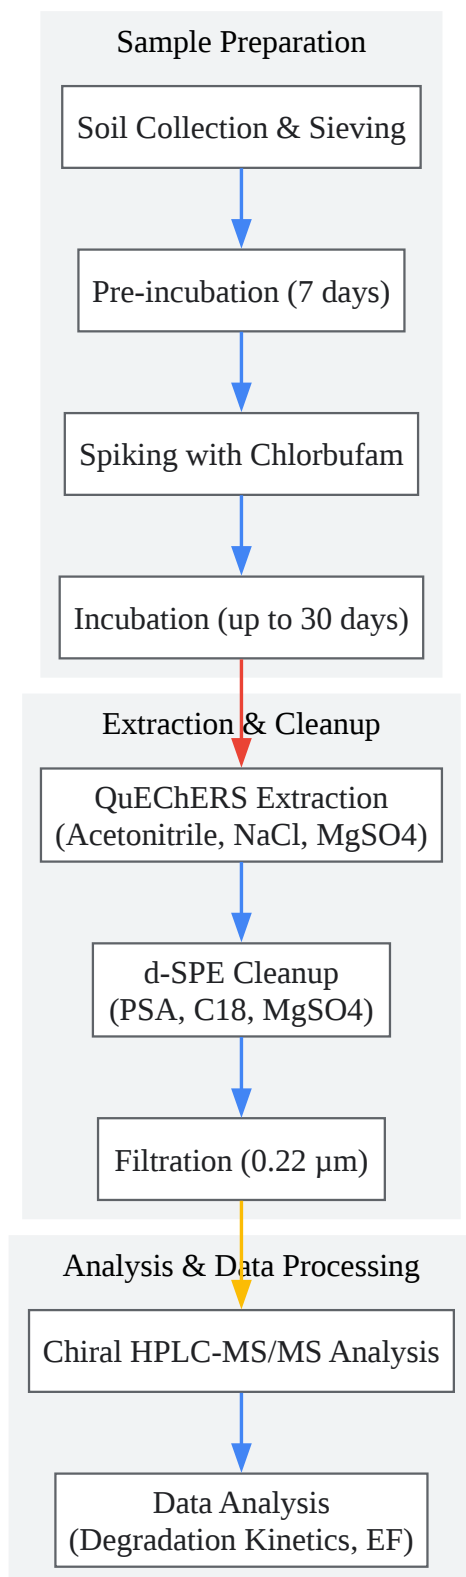 Sample Preparation
Soil Collection & Sieving
Pre-incubation (7 days)
Spiking with Chlorbufam
Incubation (up to 30 days)
Extraction & Cleanup
QuEChERS Extraction
(Acetonitrile, NaCl, MgSO4)
d-SPE Cleanup
(PSA, C18, MgSO4)
Filtration (0.22 µm)
Analysis & Data Processing
Chiral HPLC-MS/MS Analysis
Data Analysis
(Degradation Kinetics, EF)